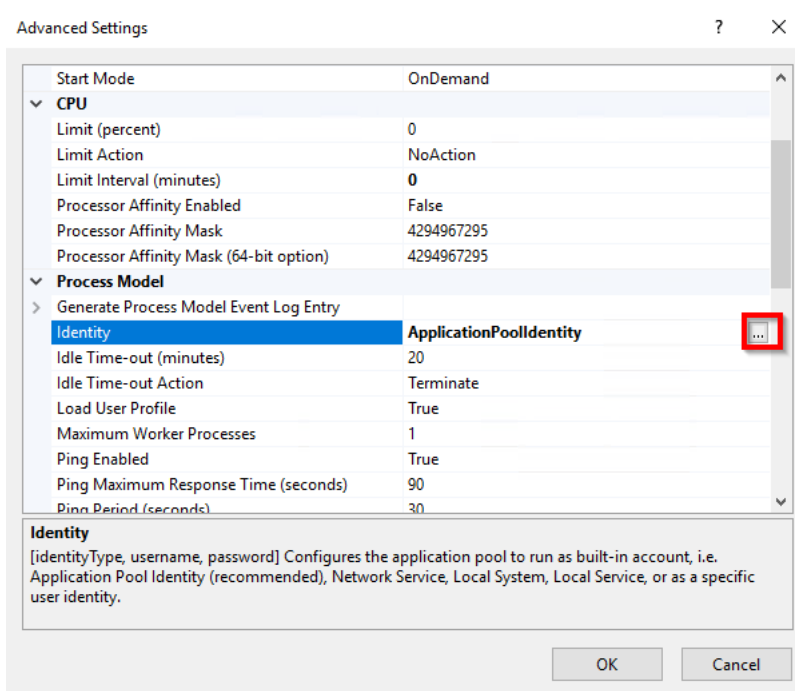 Advanced Settings ?
Start Mode OnDemand
CPU
Limit (percent) 0
Limit Action NoAction
Limit Interval (minutes) 0
Processor Affinity Enabled False
Processor Affinity Mask 4294967295
Processor Affinity Mask (64-bit option) 4294967295
Process Model
Generate Process Model Event Log Entry
Identity ApplicationPoolIdentity ...
Idle Time-out (minutes) 20
Idle Time-out Action Terminate
Load User Profile True
Maximum Worker Processes 1
Ping Enabled True
Ping Maximum Response Time (seconds) 90
Ping Period (seconds) 30
Identity
[identityType, username, password] Configures the application pool to run as built-in account, i.e.
Application Pool Identity (recommended), Network Service, Local System, Local Service, or as a specific
user identity.
OK Cancel